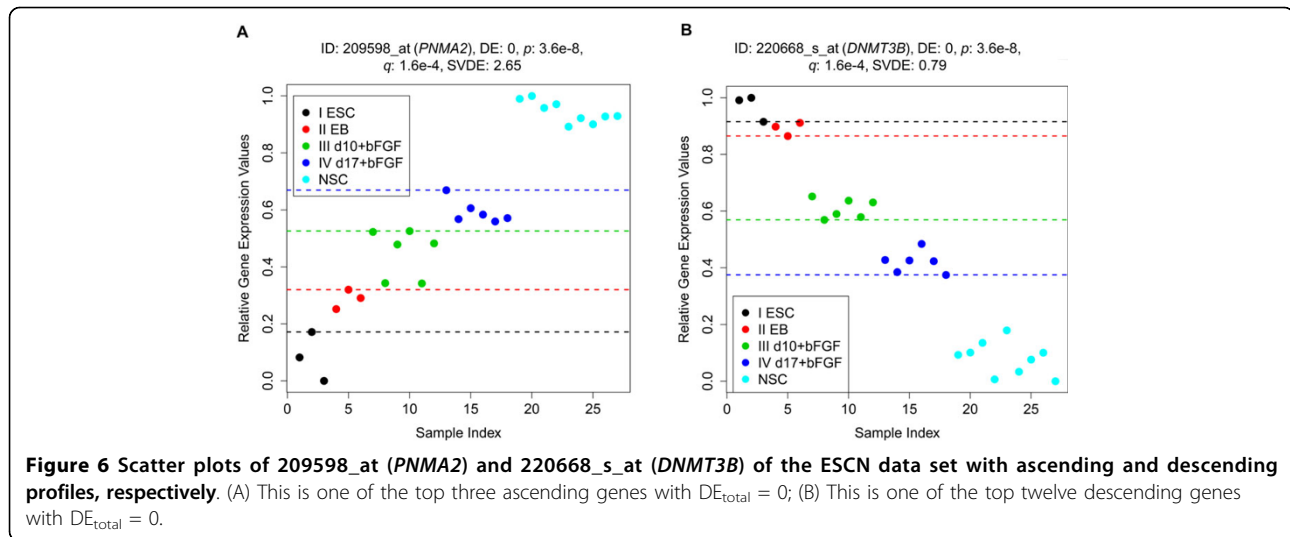 A
ID: 209598_at (PNMA2), DE: 0, p: 3.6e-8,
q: 1.6e-4, SVDE: 2.65
Relative Gene Expression Values
1.0
0.8
0.6
0.4
0.2
0.0
I ESC
II EB
III d10+bFGF
IV d17+bFGF
NSC
0 5 10 15 20 25
Sample Index
B
ID: 220668_s_at (DNMT3B), DE: 0, p: 3.6e-8,
q: 1.6e-4, SVDE: 0.79
Relative Gene Expression Values
1.0
0.8
0.6
0.4
0.2
0.0
I ESC
II EB
III d10+bFGF
IV d17+bFGF
NSC
0 5 10 15 20 25
Sample Index
Figure 6 Scatter plots of 209598_at (PNMA2) and 220668_s_at (DNMT3B) of the ESCN data set with ascending and descending
profiles, respectively. (A) This is one of the top three ascending genes with DEtotal = 0; (B) This is one of the top twelve descending genes
with DEtotal = 0.